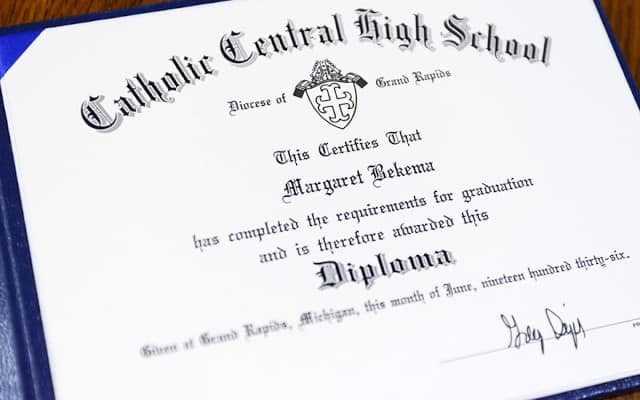 Catholic Central High School
Diocese of Grand Rapids
This Certifies That
Margaret Bekema
has completed the requirements for graduation
and is therefore awarded this
Diploma
Given at Grand Rapids, Michigan, this month of June, nineteen hundred thirty-six.